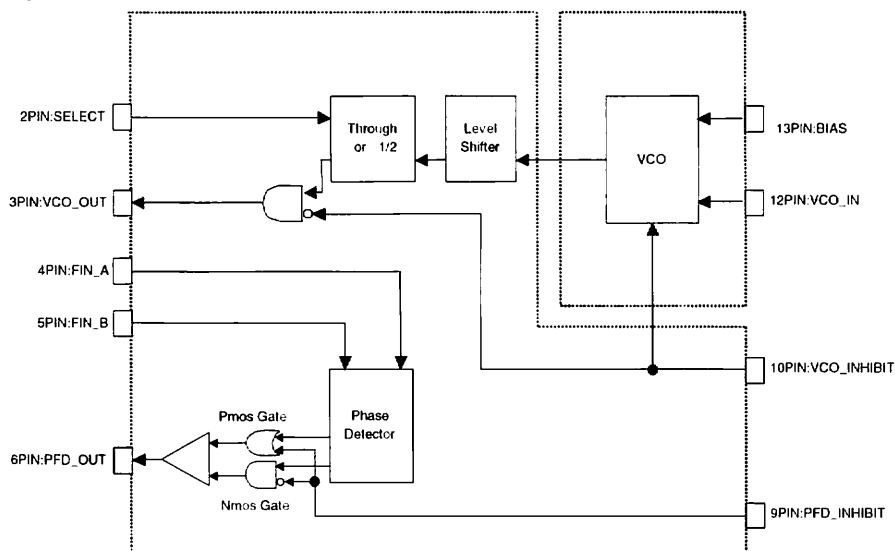 2PIN:SELECT
Through
or 1/2
Level
Shifter
VCO
13PIN:BIAS
3PIN:VCO_OUT
12PIN:VCO_IN
4PIN:FIN_A
5PIN:FIN_B
10PIN:VCO_INHIBIT
Pmos Gate
Phase
Detector
6PIN:PFD_OUT
Nmos Gate
9PIN:PFD_INHIBIT